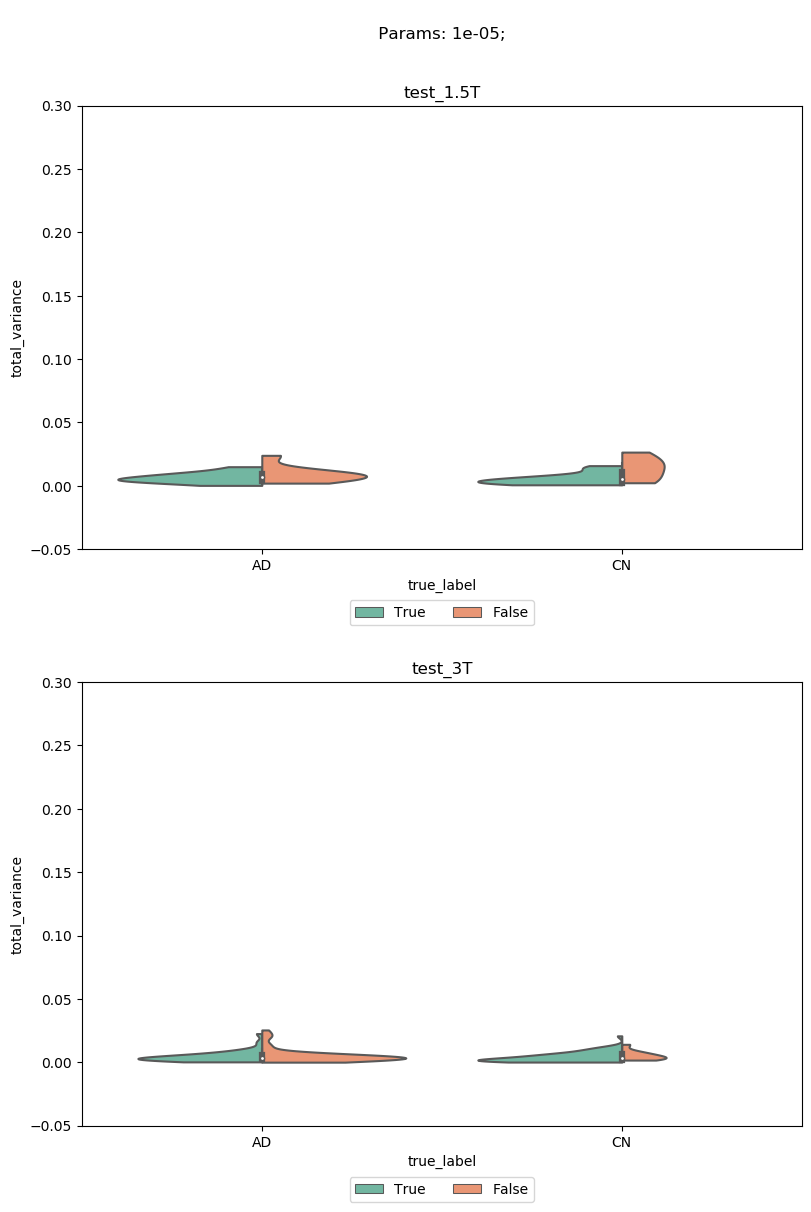 Params: 1e-05;
test_1.5T
0.30
0.25
0.20
0.15
0.10
0.05
0.00
−0.05
total_variance
AD CN
true_label
True False
test_3T
0.30
0.25
0.20
0.15
0.10
0.05
0.00
−0.05
total_variance
AD CN
true_label
True False